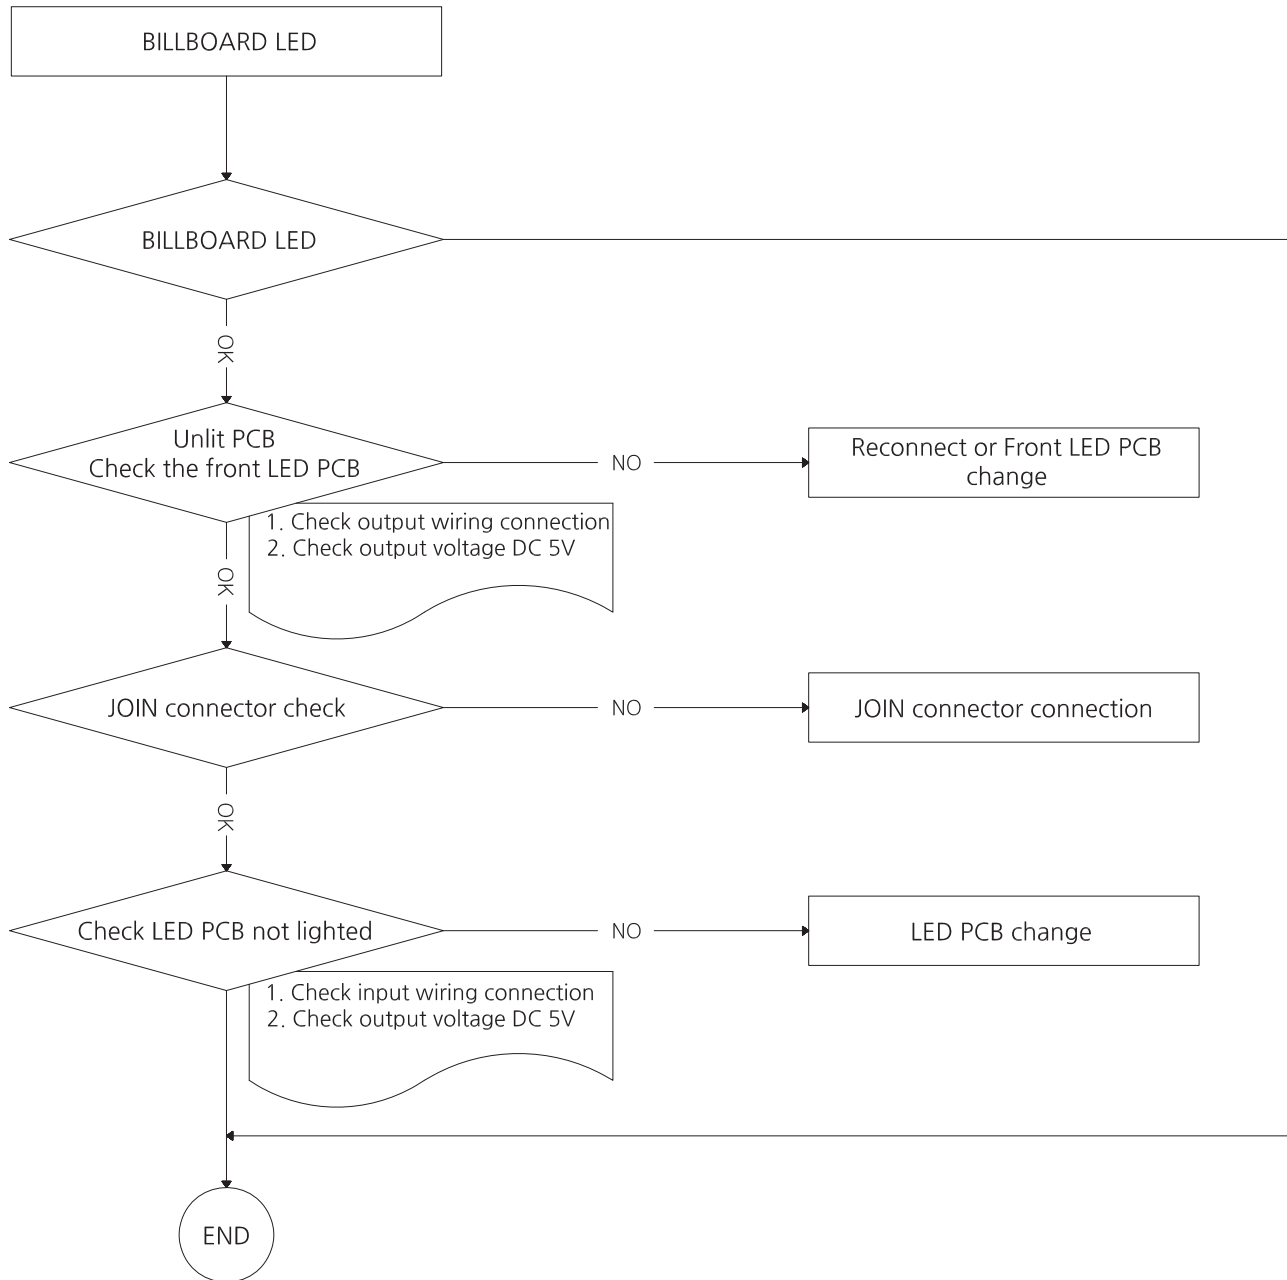 BILLBOARD LED
BILLBOARD LED
OK
Unlit PCB
Check the front LED PCB
NO
Reconnect or Front LED PCB
change
1. Check output wiring connection
2. Check output voltage DC 5V
OK
JOIN connector check
NO
JOIN connector connection
OK
Check LED PCB not lighted
NO
LED PCB change
1. Check input wiring connection
2. Check output voltage DC 5V
END